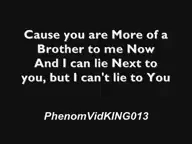 Cause you are More of a
Brother to me Now
And I can lie Next to
you, but I can't lie to You
PhenomVidKING013